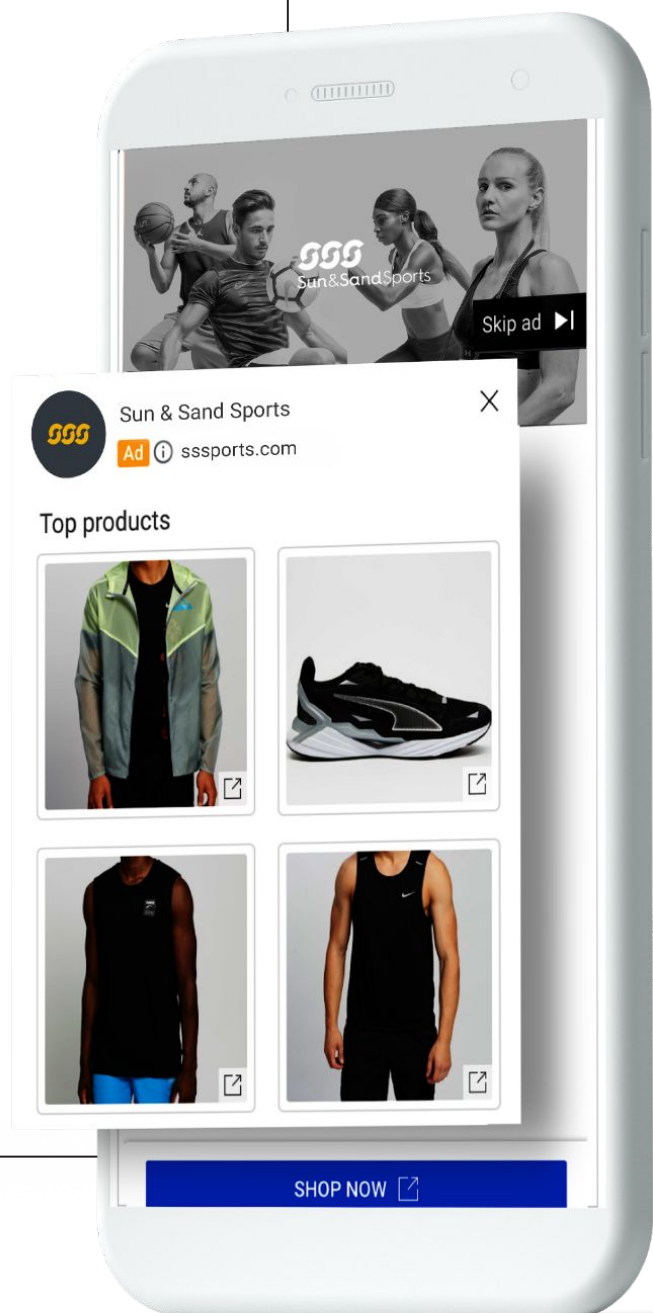 SSS
Sun&SandSports
Skip ad
SSS
Sun & Sand Sports
Ad sssports.com
Top products
SHOP NOW